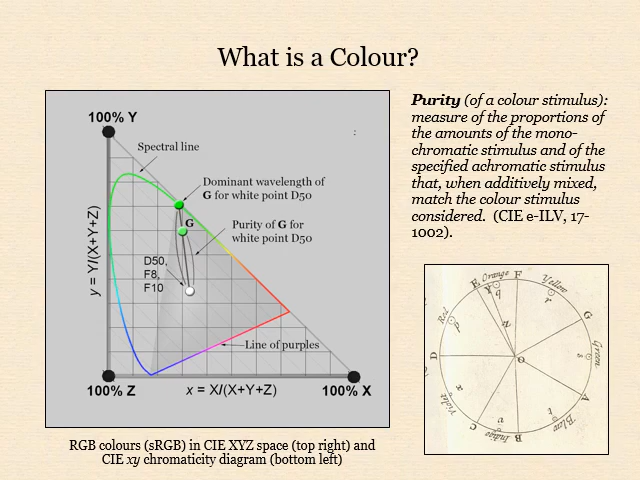 What is a Colour?
100% Y
Spectral line
Dominant wavelength of
G for white point D50
G
Purity of G for
white point D50
D50,
F8,
F10
y = Y/(X+Y+Z)
Line of purples
100% Z
x = X/(X+Y+Z)
100% X
RGB colours (sRGB) in CIE XYZ space (top right) and
CIE xy chromaticity diagram (bottom left)
Purity (of a colour stimulus):
measure of the proportions of
the amounts of the mono-
chromatic stimulus and of the
specified achromatic stimulus
that, when additively mixed,
match the colour stimulus
considered. (CIE e-ILV, 17-
1002).
E
Orange
F
Yellow
Y
q
r
G
Red
p
Green
s
D
O
A
Violet
x
t
Blew
C
Indigo
v
B